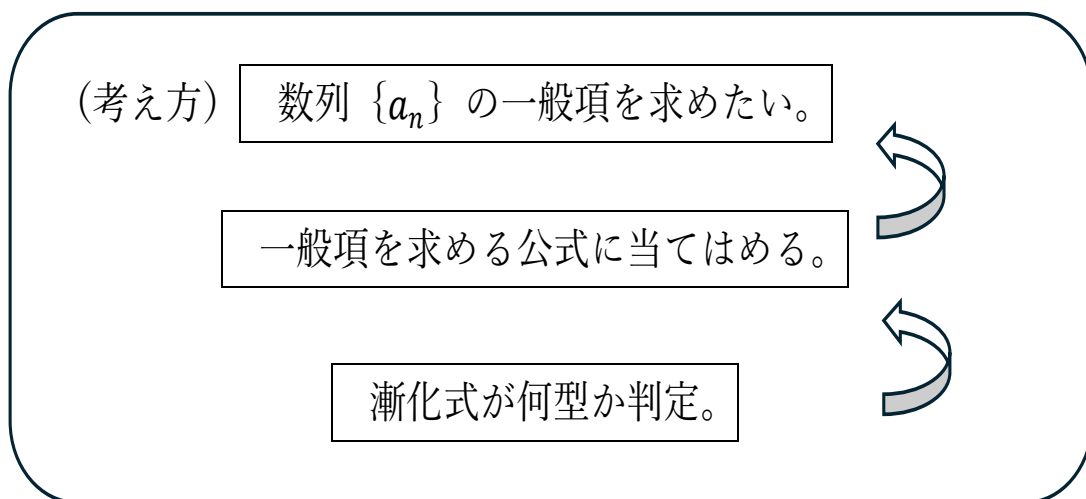 (考え方) 数列 {aₙ} の一般項を求めたい。
一般項を求める公式に当てはめる。
漸化式が何型か判定。